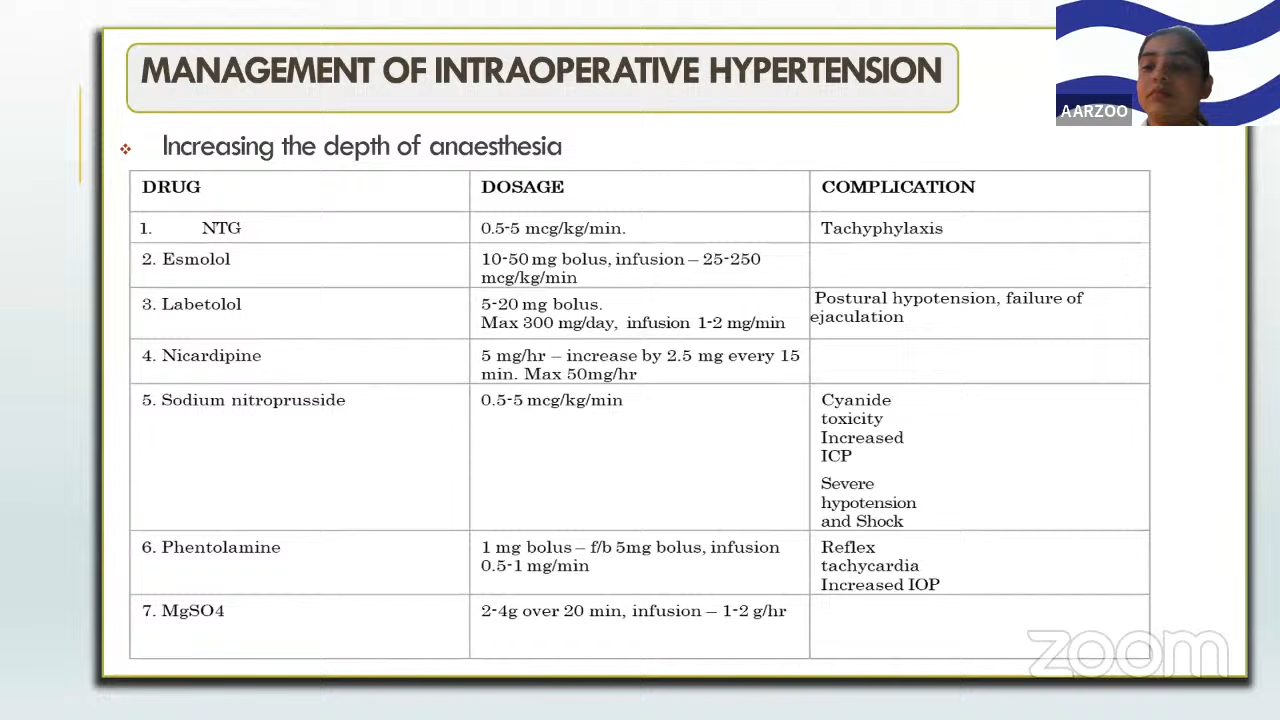 MANAGEMENT OF INTRAOPERATIVE HYPERTENSION
AARZOO
Increasing the depth of anaesthesia
DRUG DOSAGE COMPLICATION
1. NTG 0.5-5 mcg/kg/min. Tachyphylaxis
2. Esmolol 10-50 mg bolus, infusion – 25-250
mcg/kg/min
3. Labetolol 5-20 mg bolus. Postural hypotension, failure of
Max 300 mg/day, infusion 1-2 mg/min ejaculation
4. Nicardipine 5 mg/hr – increase by 2.5 mg every 15
min. Max 50mg/hr
5. Sodium nitroprusside 0.5-5 mcg/kg/min Cyanide
toxicity
Increased
ICP
Severe
hypotension
and Shock
6. Phentolamine 1 mg bolus – f/b 5mg bolus, infusion Reflex
0.5-1 mg/min tachycardia
Increased IOP
7. MgSO4 2-4g over 20 min, infusion – 1-2 g/hr
zoom